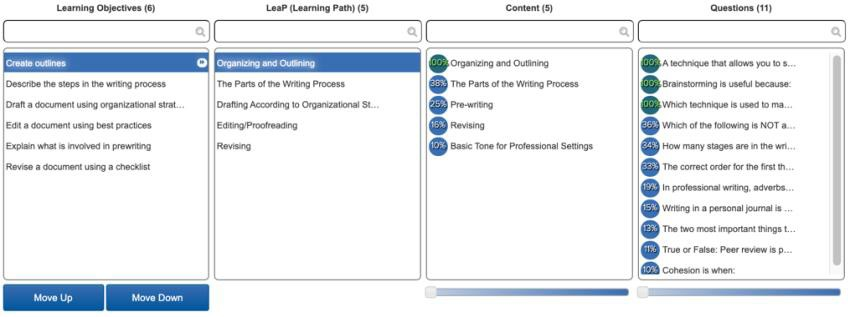 Learning Objectives (6)
Create outlines
Describe the steps in the writing process
Draft a document using organizational strat...
Edit a document using best practices
Explain what is involved in prewriting
Revise a document using a checklist
Move Up
Move Down
LeaP (Learning Path) (5)
Organizing and Outlining
The Parts of the Writing Process
Drafting According to Organizational St...
Editing/Proofreading
Revising
Content (5)
100% Organizing and Outlining
38% The Parts of the Writing Process
25% Pre-writing
16% Revising
10% Basic Tone for Professional Settings
Questions (11)
100% A technique that allows you to s...
100% Brainstorming is useful because:
100% Which technique is used to ma...
36% Which of the following is NOT a...
34% How many stages are in the wri...
33% The correct order for the first th...
19% In professional writing, adverbs...
15% Writing in a personal journal is ...
13% The two most important things t...
11% True or False: Peer review is p...
10% Cohesion is when: